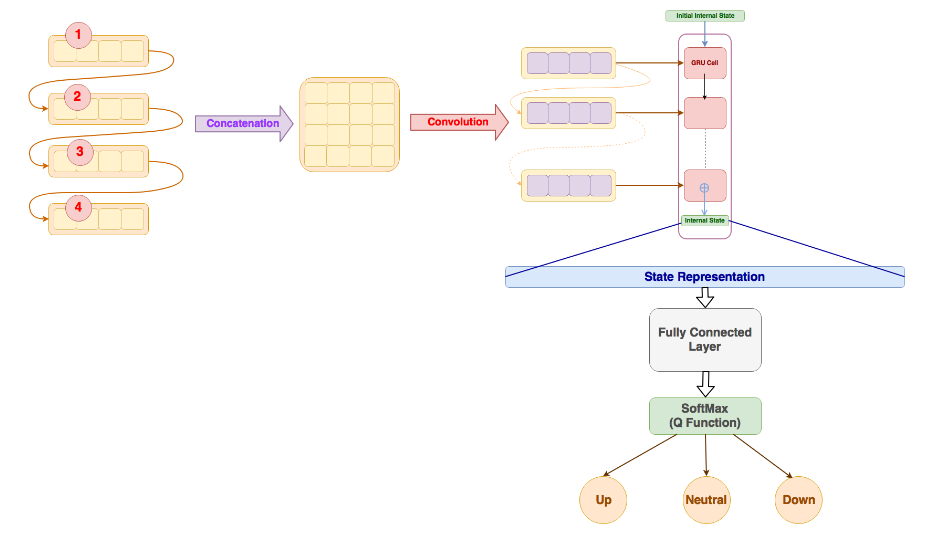 1
2
3
4
Concatenation
Convolution
Initial Internal State
GRU Cell
Internal State
State Representation
Fully Connected
Layer
SoftMax
(Q Function)
Up
Neutral
Down